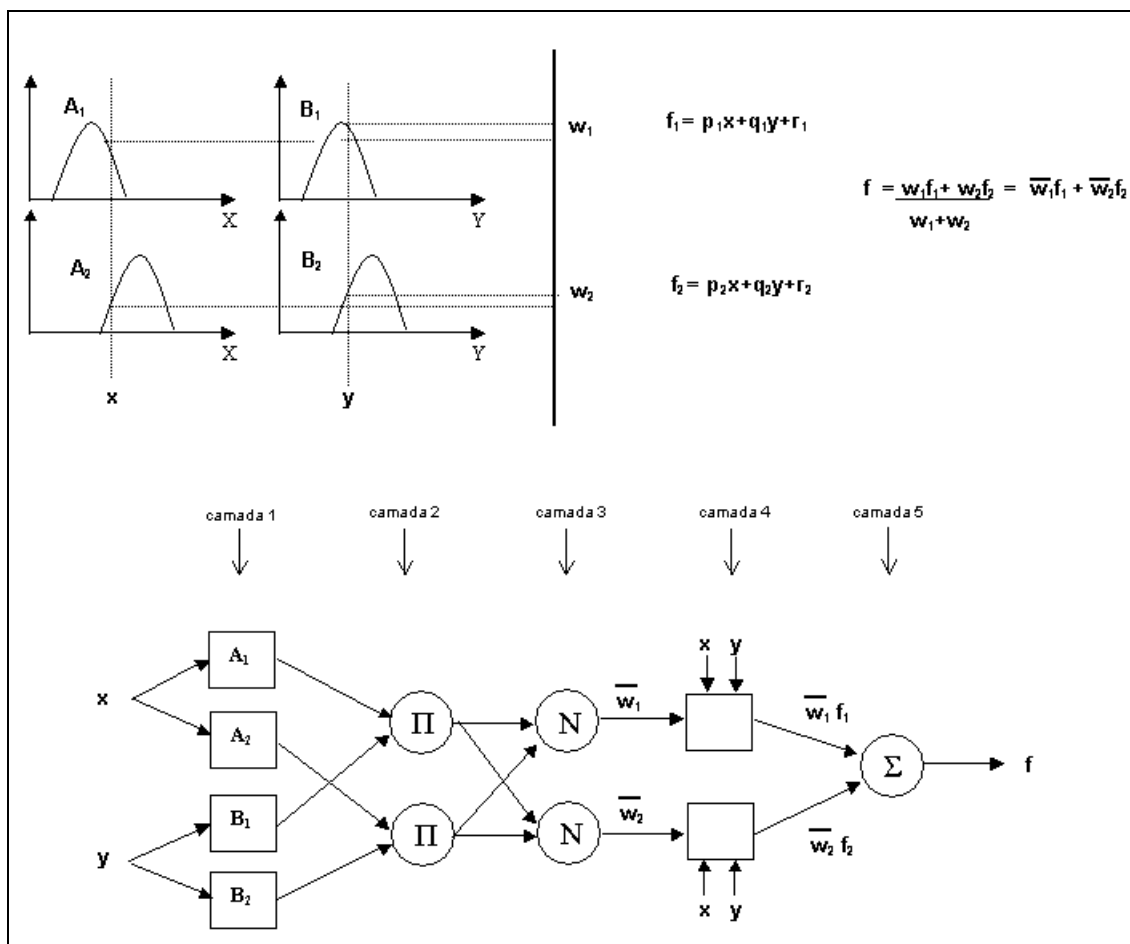 A₁
B₁
w₁
f₁ = p₁x+q₁y+r₁
X
Y
f = w₁f₁ + w₂f₂ = w̅₁f₁ + w̅₂f₂
w₁+w₂
A₂
B₂
w₂
f₂ = p₂x+q₂y+r₂
X
Y
x
y
camada 1
camada 2
camada 3
camada 4
camada 5
x y
A₁
x
Π
N
w̅₁
w̅₁ f₁
A₂
Σ
f
B₁
Π
N
w̅₂
w̅₂ f₂
y
B₂
x y